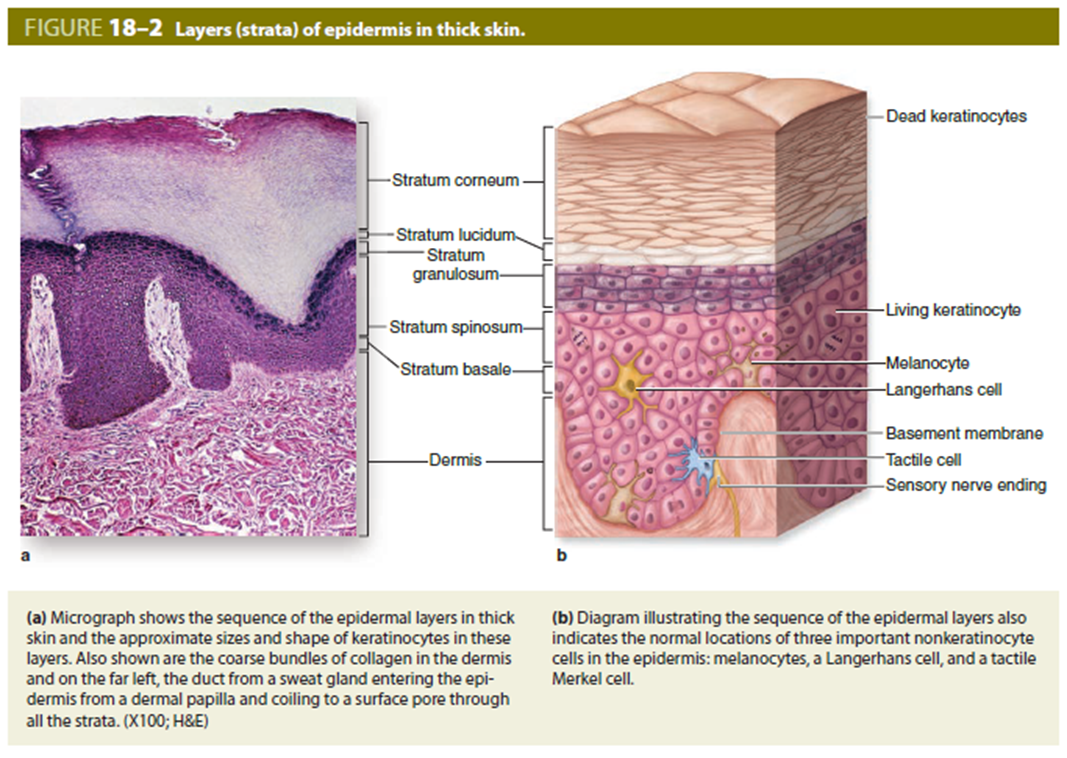 FIGURE 18–2 Layers (strata) of epidermis in thick skin.
Dead keratinocytes
Stratum corneum
Stratum lucidum
Stratum
granulosum
Living keratinocyte
Stratum spinosum
Melanocyte
Stratum basale
Langerhans cell
Basement membrane
Dermis
Tactile cell
Sensory nerve ending
a
b
(a) Micrograph shows the sequence of the epidermal layers in thick
skin and the approximate sizes and shape of keratinocytes in these
layers. Also shown are the coarse bundles of collagen in the dermis
and on the far left, the duct from a sweat gland entering the epi-
dermis from a dermal papilla and coiling to a surface pore through
all the strata. (X100; H&E)
(b) Diagram illustrating the sequence of the epidermal layers also
indicates the normal locations of three important nonkeratinocyte
cells in the epidermis: melanocytes, a Langerhans cell, and a tactile
Merkel cell.